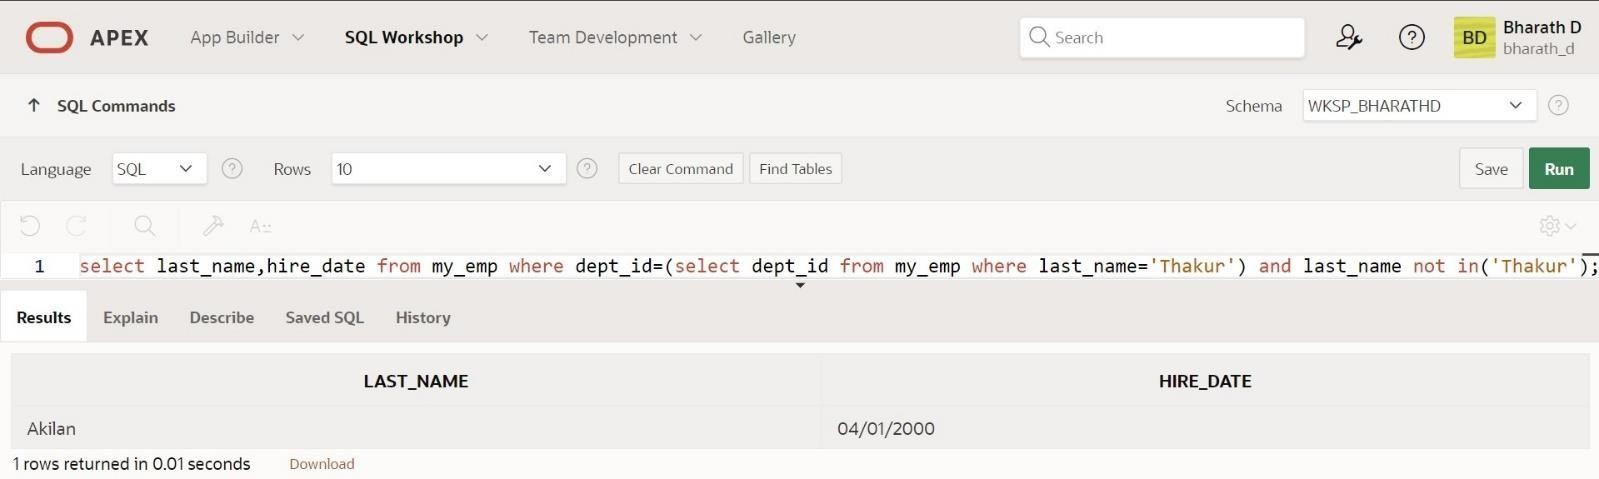 APEX App Builder SQL Workshop Team Development Gallery Search BD Bharath D
bharath_d
SQL Commands Schema WKSP_BHARATHD
Language SQL Rows 10 Clear Command Find Tables Save Run
1 select last_name,hire_date from my_emp where dept_id=(select dept_id from my_emp where last_name='Thakur') and last_name not in('Thakur');
Results Explain Describe Saved SQL History
LAST_NAME HIRE_DATE
Akilan 04/01/2000
1 rows returned in 0.01 seconds Download